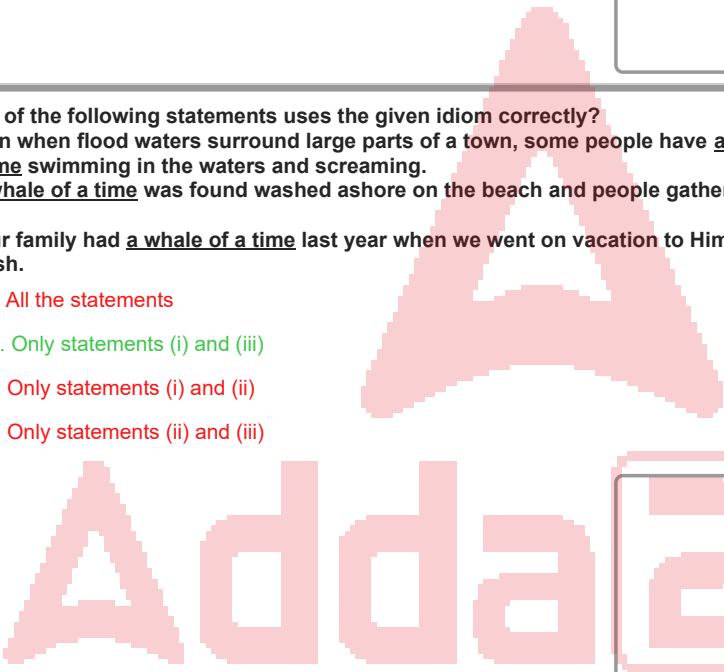 of the following statements uses the given idiom correctly?
n when flood waters surround large parts of a town, some people have a
me swimming in the waters and screaming.
whale of a time was found washed ashore on the beach and people gathe
r family had a whale of a time last year when we went on vacation to Him
sh.
All the statements
. Only statements (i) and (iii)
Only statements (i) and (ii)
Only statements (ii) and (iii)
Adda